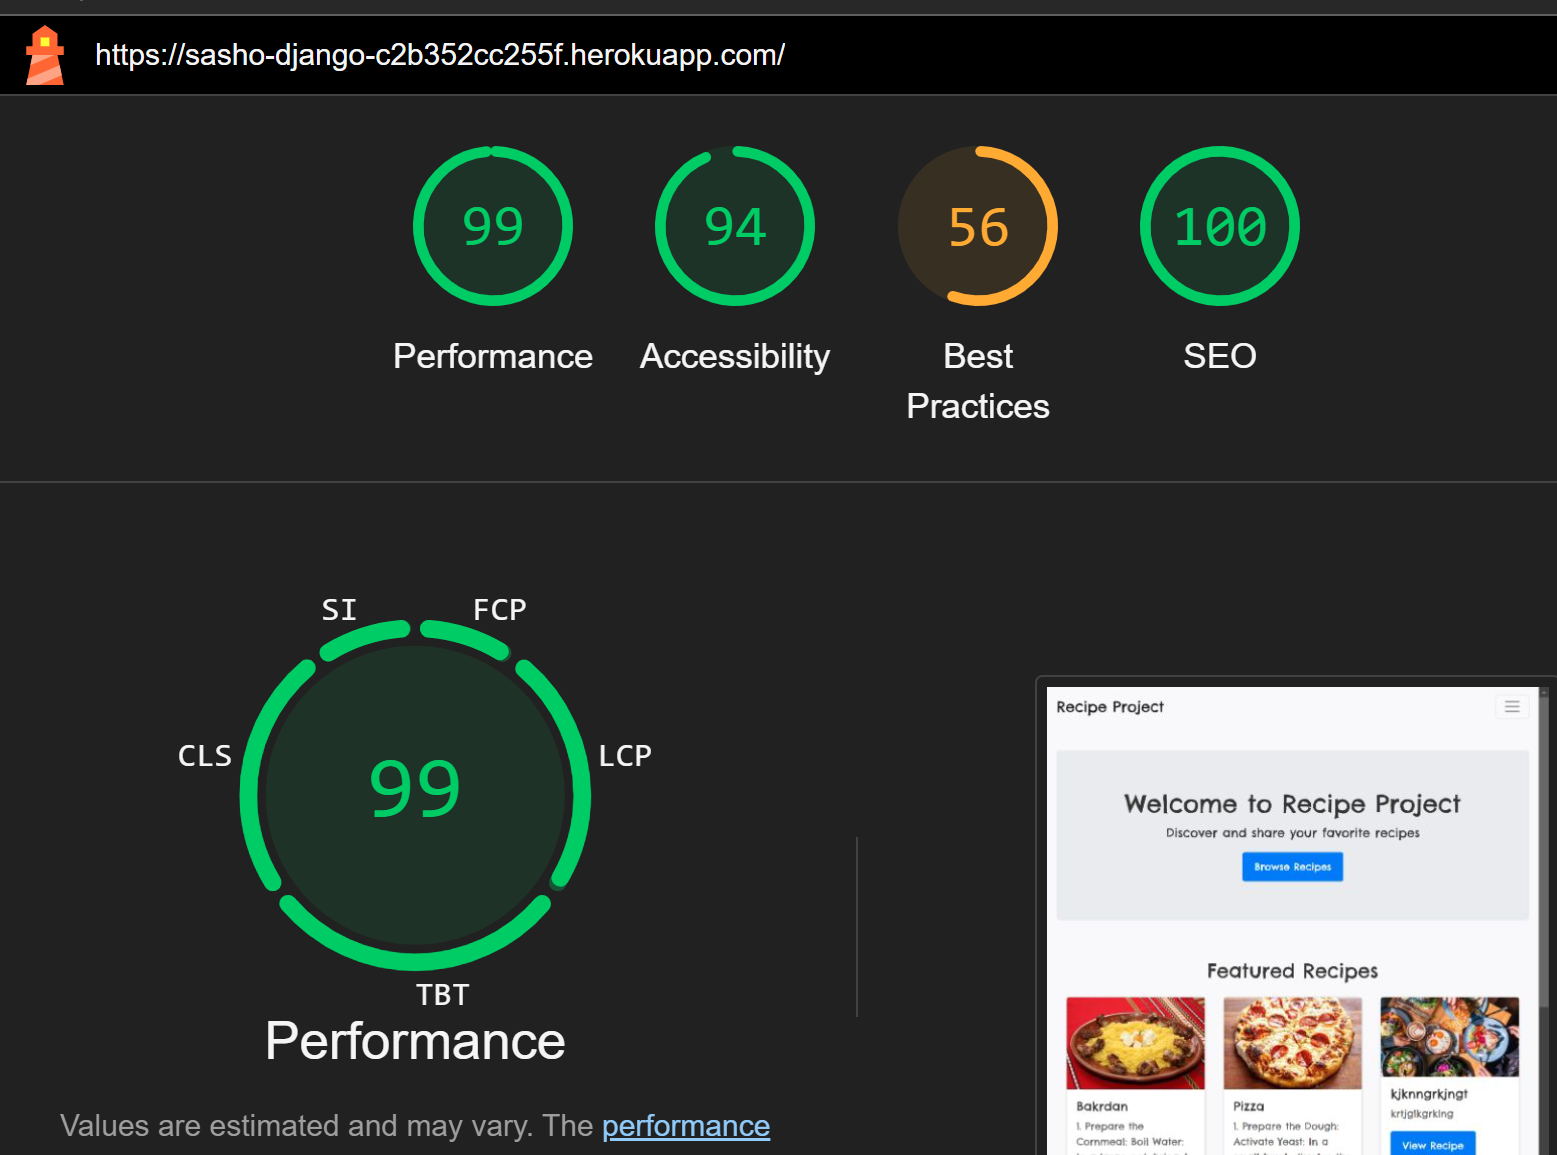 https://sasho-django-c2b352cc255f.herokuapp.com/
99
94
56
100
Performance
Accessibility
Best
Practices
SEO
SI
FCP
CLS
LCP
99
TBT
Performance
Values are estimated and may vary. The performance
Recipe Project
Welcome to Recipe Project
Discover and share your favorite recipes
Browse Recipes
Featured Recipes
Bakrdan
1. Prepare the
Cornmeal: Boil Water:
Pizza
1. Prepare the Dough:
Activate Yeast: In a
kjknngrkjngt
krtjglkgrklng
View Recipe